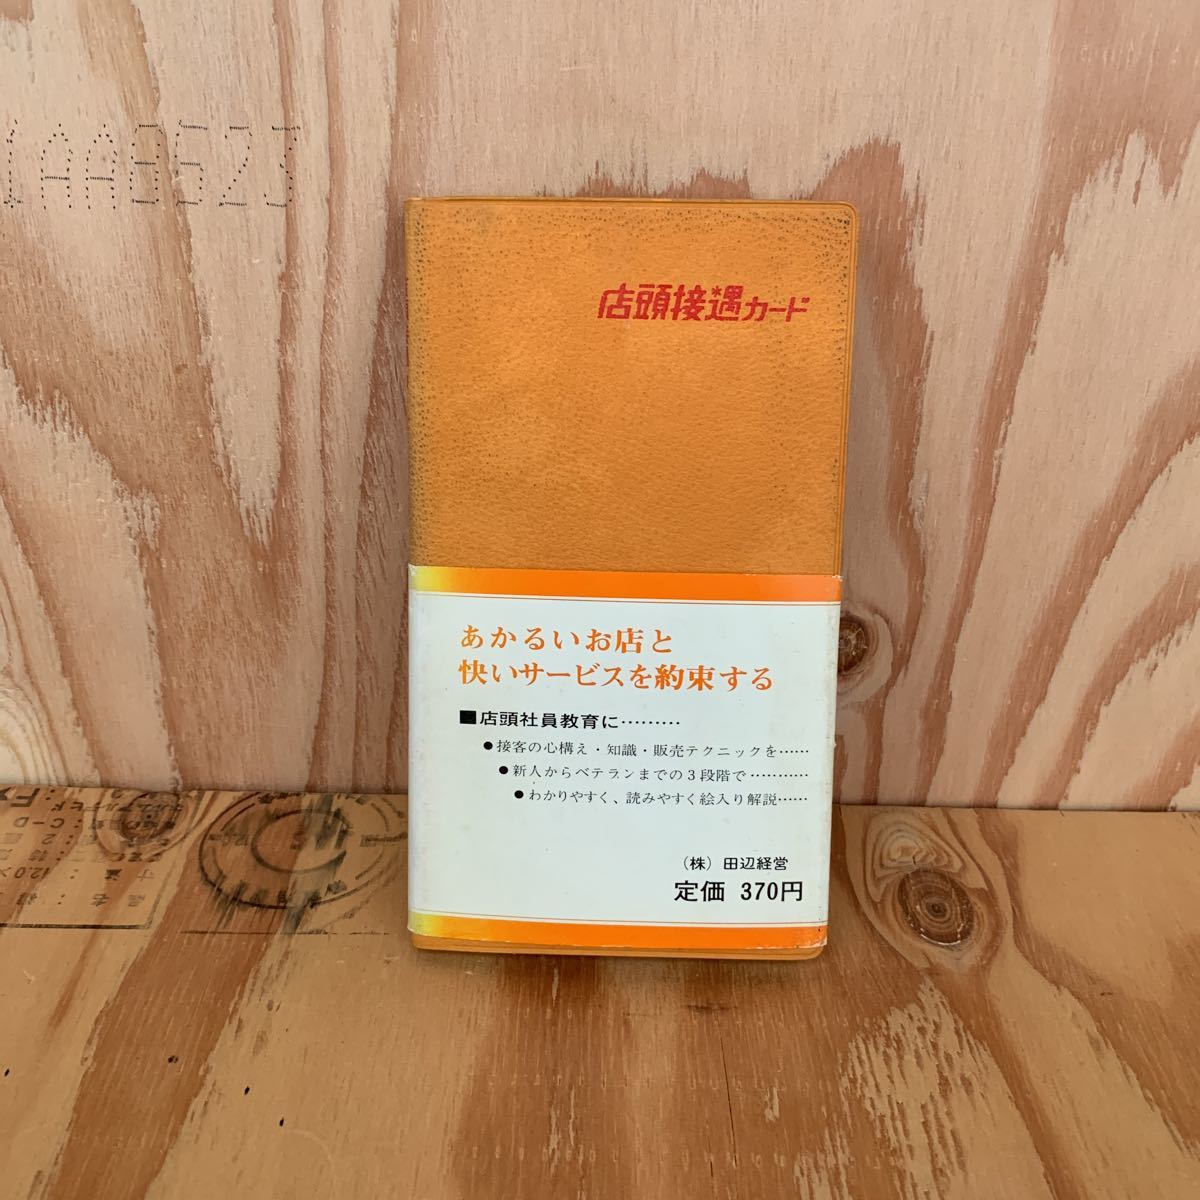 1AA8523
店頭接遇カード
あかるいお店と
快いサービスを約束する
■店頭社員教育に………
●接客の心構え・知識・販売テクニックを……
●新人からベテランまでの3段階で…………
●わかりやすく、読みやすく絵入り解説……
（株）田辺経営
定価 370円